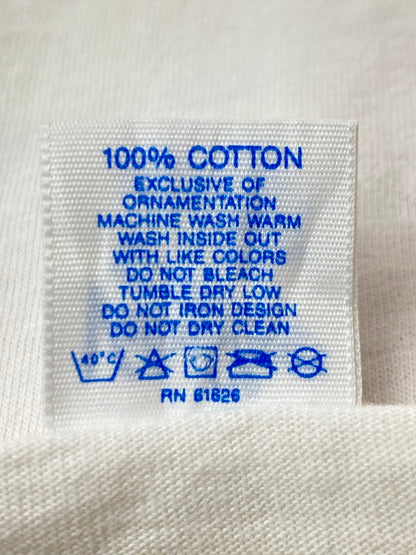 100% COTTON
EXCLUSIVE OF
ORNAMENTATION
MACHINE WASH WARM
WASH INSIDE OUT
WITH LIKE COLORS
DO NOT BLEACH
TUMBLE DRY LOW
DO NOT IRON DESIGN
DO NOT DRY CLEAN
40°C
RN 61626